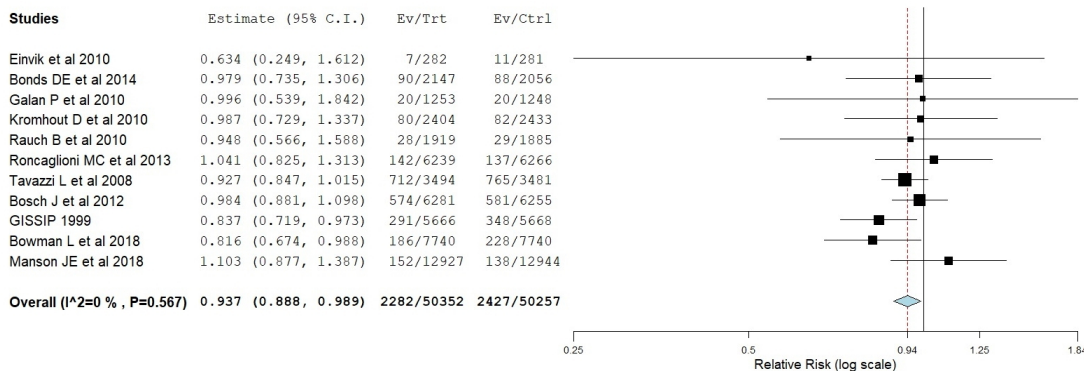 Studies Estimate (95% C.I.) Ev/Trt Ev/Ctrl
Einvik et al 2010 0.634 (0.249, 1.612) 7/282 11/281
Bonds DE et al 2014 0.979 (0.735, 1.306) 90/2147 88/2056
Galan P et al 2010 0.996 (0.539, 1.842) 20/1253 20/1248
Kromhout D et al 2010 0.987 (0.729, 1.337) 80/2404 82/2433
Rauch B et al 2010 0.948 (0.566, 1.588) 28/1919 29/1885
Roncaglioni MC et al 2013 1.041 (0.825, 1.313) 142/6239 137/6266
Tavazzi L et al 2008 0.927 (0.847, 1.015) 712/3494 765/3481
Bosch J et al 2012 0.984 (0.881, 1.098) 574/6281 581/6255
GISSIP 1999 0.837 (0.719, 0.973) 291/5666 348/5668
Bowman L et al 2018 0.816 (0.674, 0.988) 186/7740 228/7740
Manson JE et al 2018 1.103 (0.877, 1.387) 152/12927 138/12944
Overall (I^2=0 % , P=0.567) 0.937 (0.888, 0.989) 2282/50352 2427/50257
0.25 0.5 0.94 1.25 1.84
Relative Risk (log scale)